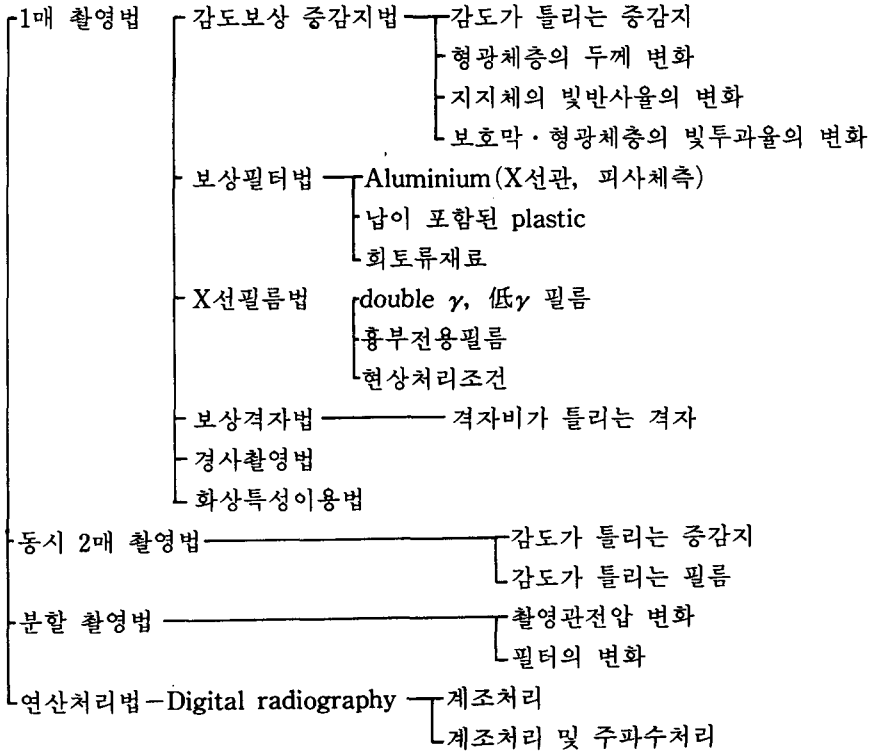 1매 촬영법 감도보상 증감지법 감도가 틀리는 증감지
형광체층의 두께 변화
지지체의 빛반사율의 변화
보호막·형광체층의 빛투과율의 변화
보상필터법 Aluminium(X선관, 피사체측)
납이 포함된 plastic
희토류재료
X선필름법 double γ, 低γ 필름
흉부전용필름
현상처리조건
보상격자법 격자비가 틀리는 격자
경사촬영법
화상특성이용법
동시 2매 촬영법 감도가 틀리는 증감지
감도가 틀리는 필름
분할 촬영법 촬영관전압 변화
필터의 변화
연산처리법-Digital radiography 계조처리
계조처리 및 주파수처리